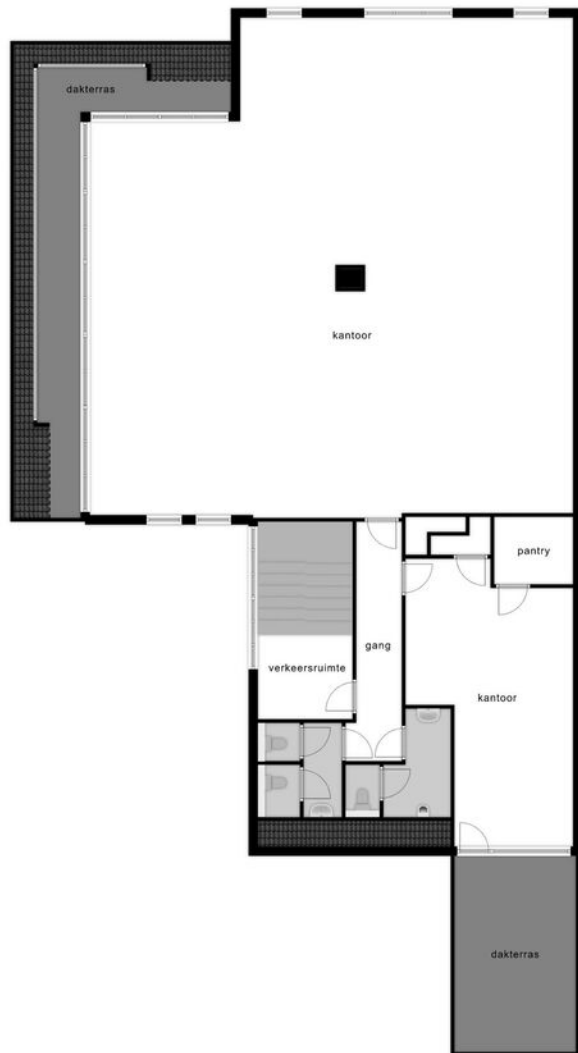 dakterras
kantoor
pantry
gang
verkeersruimte
kantoor
dakterras